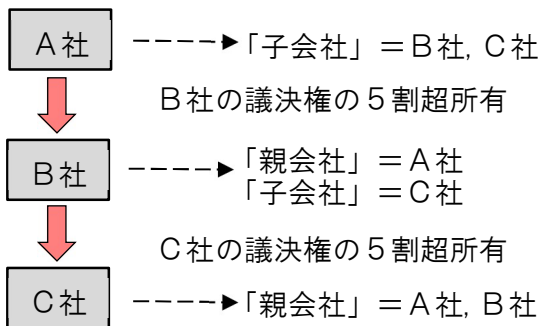 A社
「子会社」=B社, C社
B社の議決権の5割超所有
B社
「親会社」=A社
「子会社」=C社
C社の議決権の5割超所有
C社
「親会社」=A社, B社